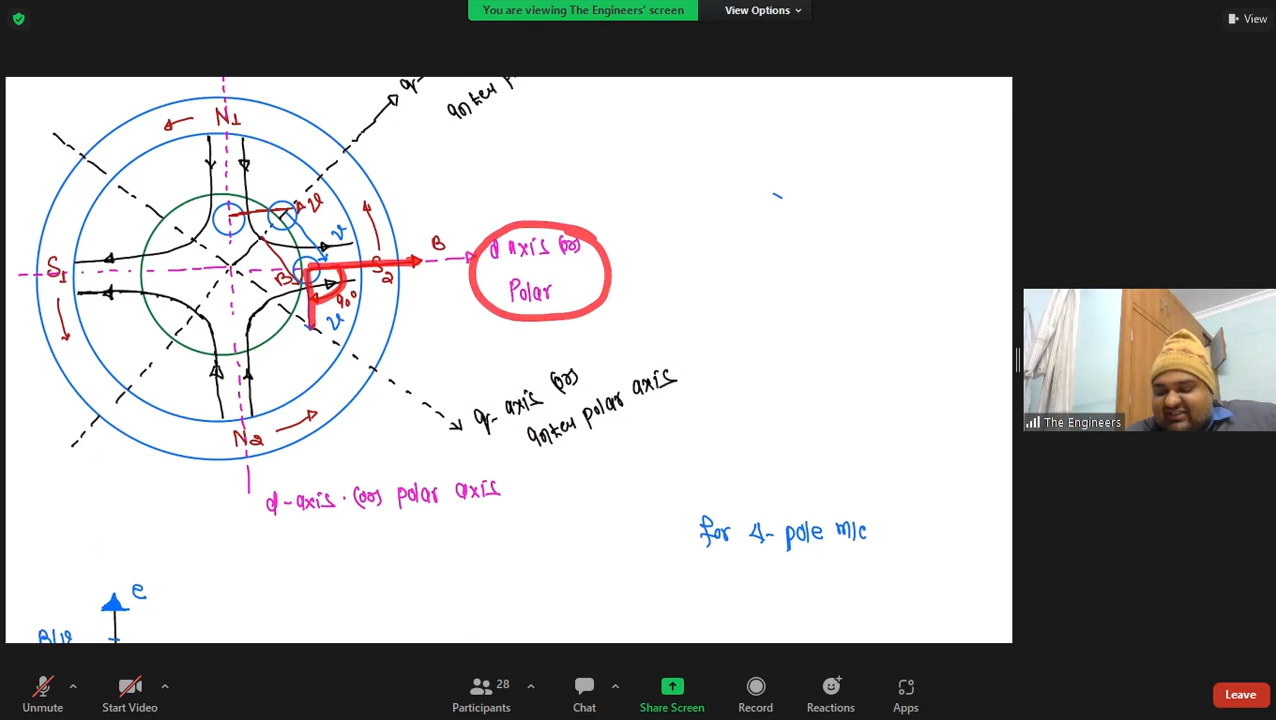 You are viewing The Engineers' screen
View Options
View
N1
S1
S2
N2
B
B
v
v
v
90°
d axis (or)
Polar
q-axis (or)
inter polar axis
d-axis. (or) polar axis
for 4- pole M/c
e
B/v
The Engineers
Unmute
Start Video
28
Participants
Chat
Share Screen
Record
Reactions
Apps
Leave